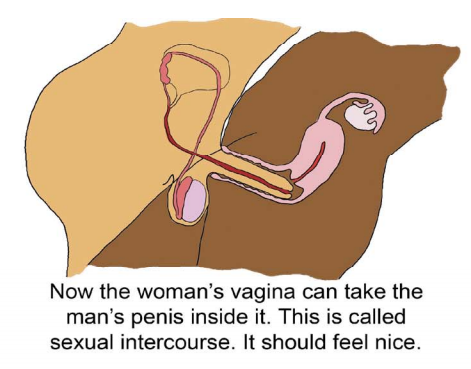 Now the woman's vagina can take the
man's penis inside it. This is called
sexual intercourse. It should feel nice.